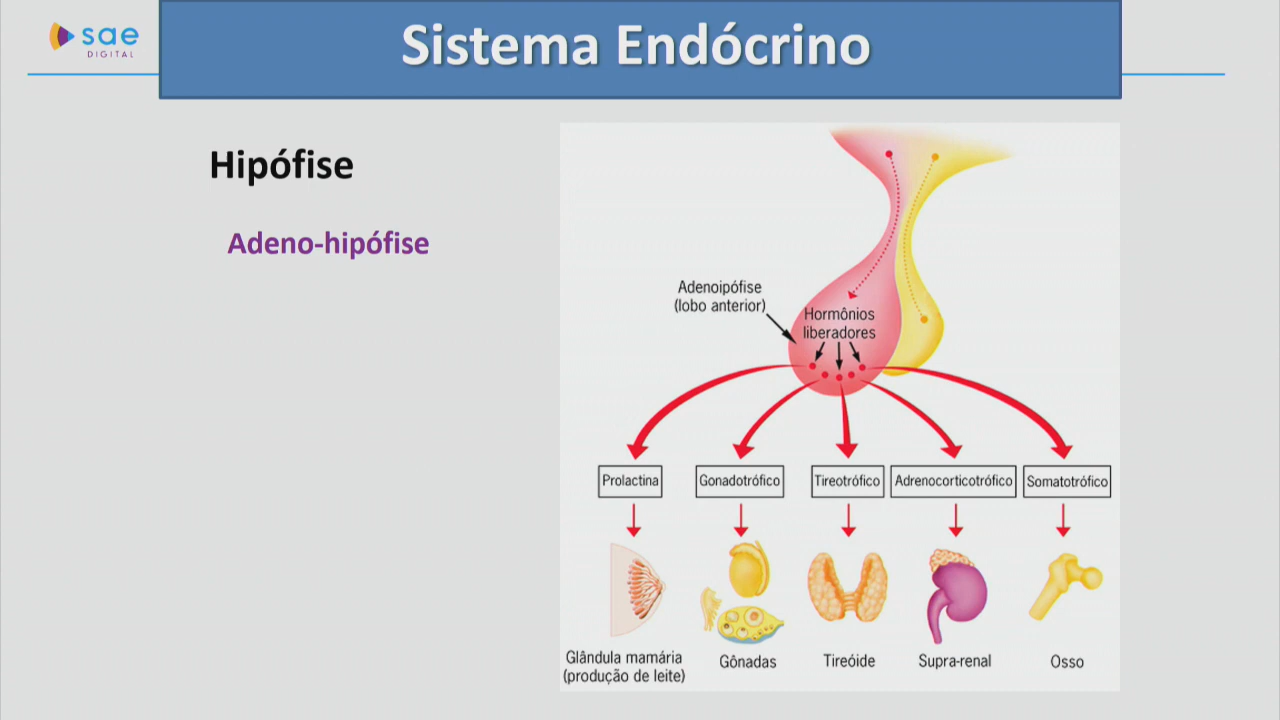 sae
DIGITAL
Sistema Endócrino
Hipófise
Adeno-hipófise
Adenoipófise
(lobo anterior)
Hormônios
liberadores
Prolactina
Gonadotrófico
Tireotrófico
Adrenocorticotrófico
Somatotrófico
Glândula mamária
(produção de leite)
Gônadas
Tireóide
Supra-renal
Osso